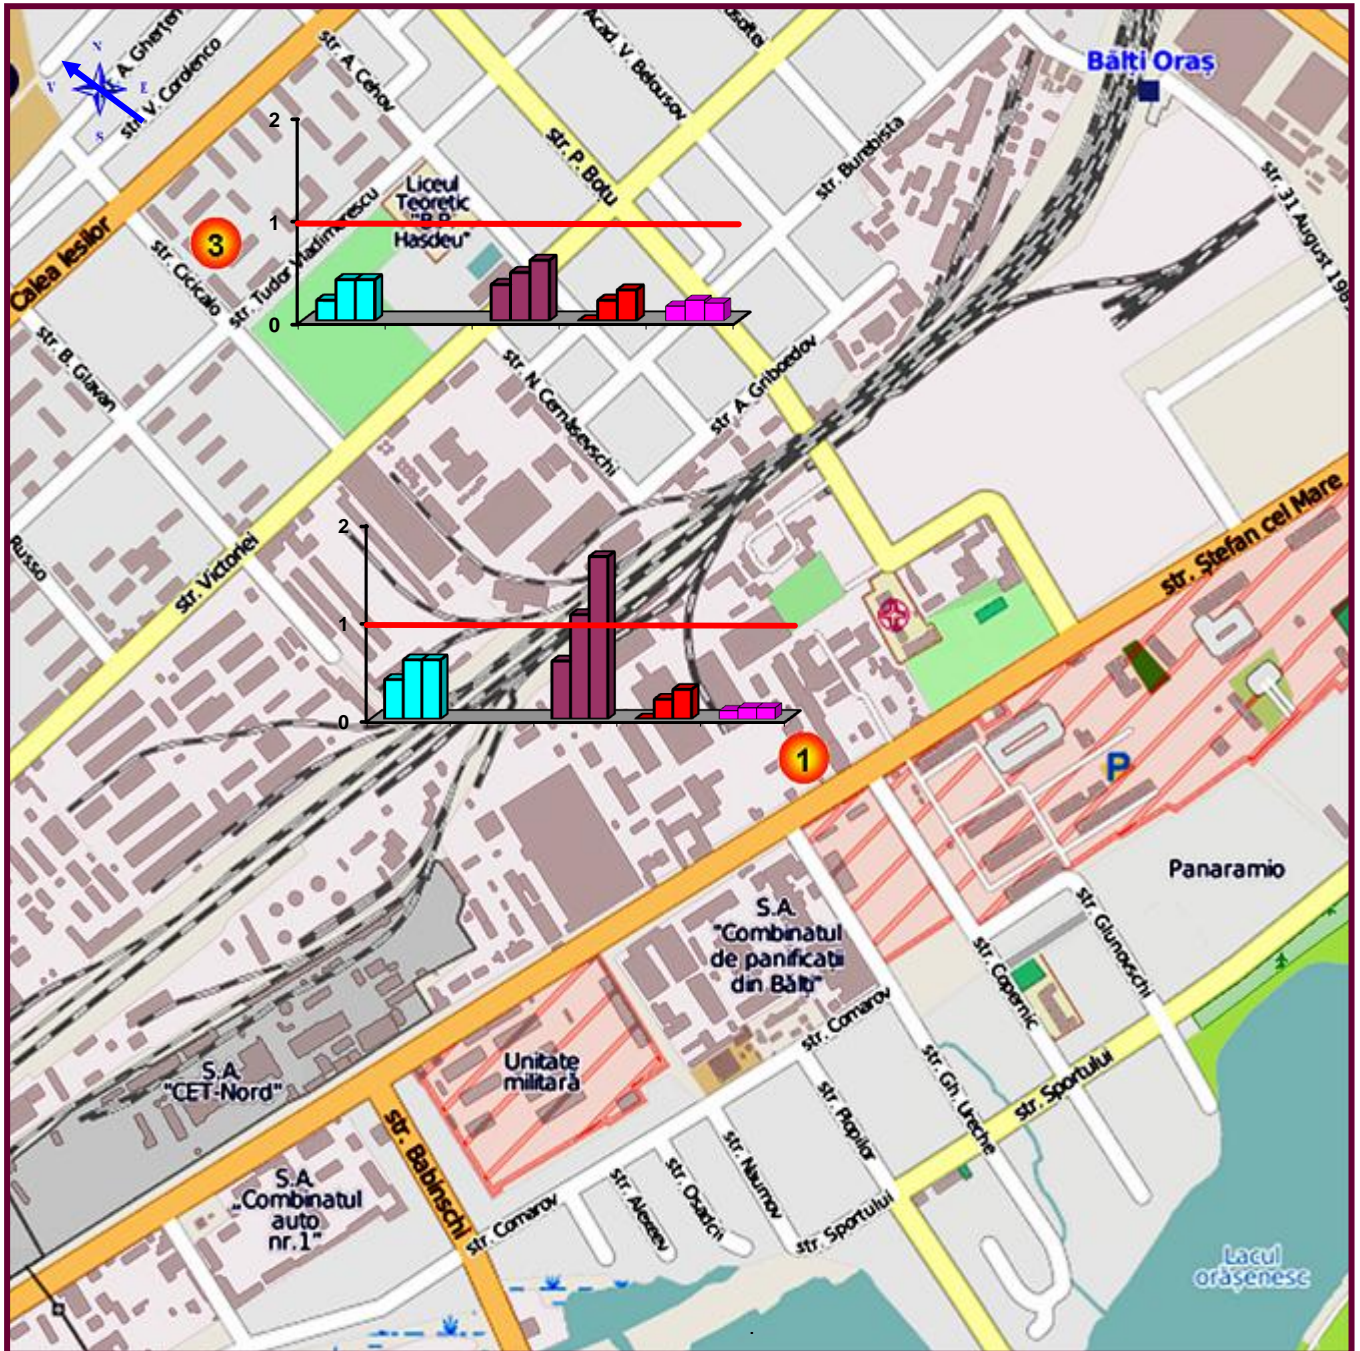 str. A. Cehov
Acad. V. Belousov
Bălți Oraș
N
V
E
S
A. Gherțen
str. V. Corolenco
2
1
0
str. P. Boțu
str. Burebista
str. 31 August 198
Liceul
Teoretic
"B.P.
Hasdeu"
str. Tudor Vladimirescu
3
str. Cicicalo
Calea Ieșilor
str. B. Glavan
str. N. Cernâșevschi
str. A. Griboedov
str. Ștefan cel Mare
Russo
str. Victoriei
2
1
0
1
P
Panaramio
S.A.
"Combinatul
de panificații
din Bălți"
str. Copernic
str. Glunovschi
str. Comarov
S.A.
"CET-Nord"
Unitate
militară
str. Gh. Ureche
str. Sportului
str. Plopilor
str. Babinschi
str. Naumov
str. Osadcii
str. Alexeev
S.A.
„Combinatul
auto
nr.1"
str. Comarov
str. Sportului
Lacul
orășenesc